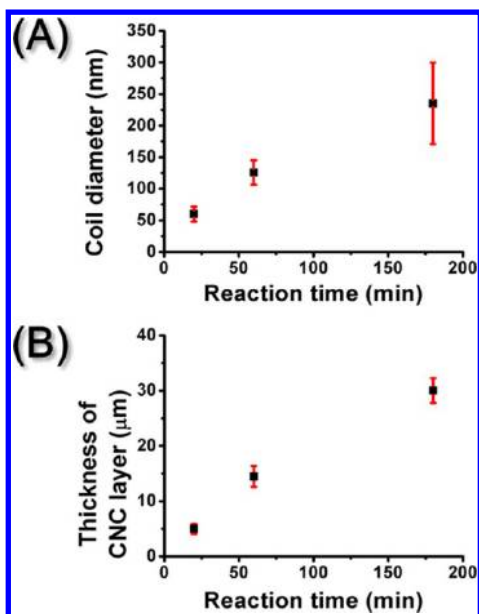 (A)
350
300
250
200
150
100
50
0
Coil diameter (nm)
0 50 100 150 200
Reaction time (min)
(B)
40
30
20
10
0
Thickness of
CNC layer (μm)
0 50 100 150 200
Reaction time (min)